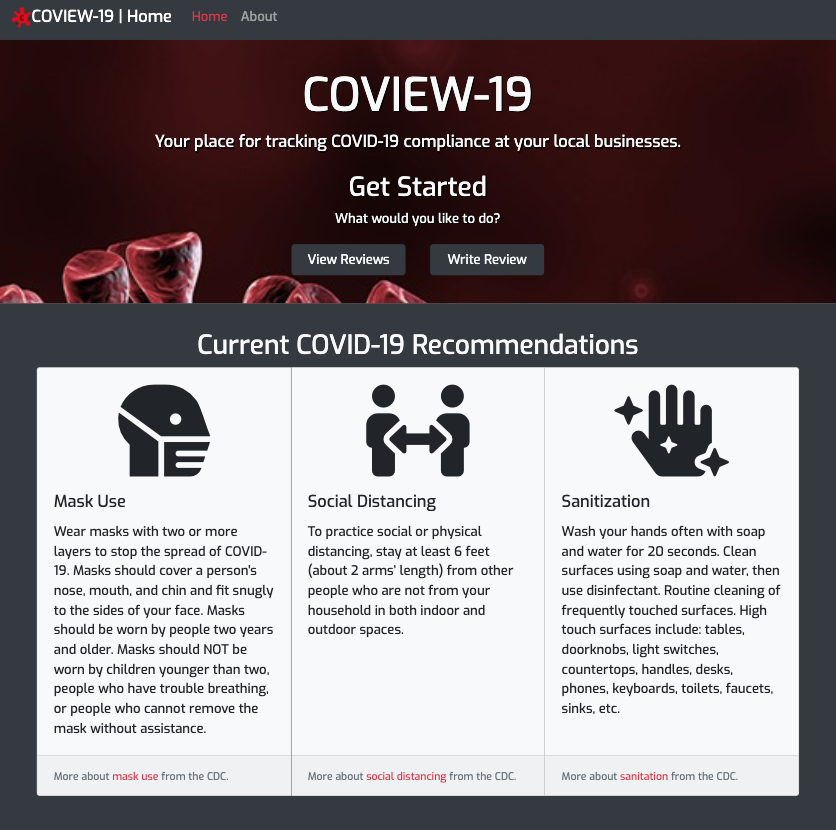 COVIEW-19 | Home Home About
COVIEW-19
Your place for tracking COVID-19 compliance at your local businesses.
Get Started
What would you like to do?
View Reviews Write Review
Current COVID-19 Recommendations
Mask Use
Wear masks with two or more
layers to stop the spread of COVID-
19. Masks should cover a person's
nose, mouth, and chin and fit snugly
to the sides of your face. Masks
should be worn by people two years
and older. Masks should NOT be
worn by children younger than two,
people who have trouble breathing,
or people who cannot remove the
mask without assistance.
More about mask use from the CDC.
Social Distancing
To practice social or physical
distancing, stay at least 6 feet
(about 2 arms' length) from other
people who are not from your
household in both indoor and
outdoor spaces.
More about social distancing from the CDC.
Sanitization
Wash your hands often with soap
and water for 20 seconds. Clean
surfaces using soap and water, then
use disinfectant. Routine cleaning of
frequently touched surfaces. High
touch surfaces include: tables,
doorknobs, light switches,
countertops, handles, desks,
phones, keyboards, toilets, faucets,
sinks, etc.
More about sanitation from the CDC.